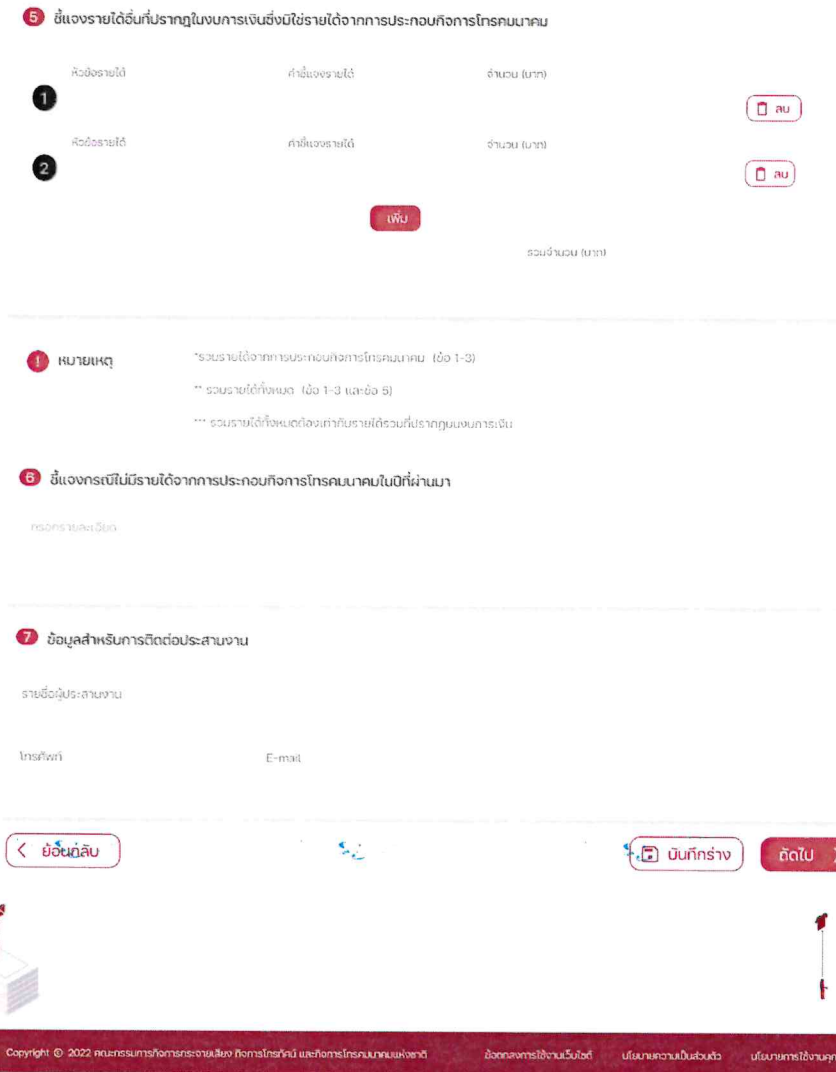 5 ชี้แจงรายได้อื่นที่ปรากฏในงบการเงินซึ่งมิใช่รายได้จากการประกอบกิจการโทรคมนาคม
หัวข้อรายได้ คำชี้แจงรายได้ จำนวน (บาท)
1
ลบ
หัวข้อรายได้ คำชี้แจงรายได้ จำนวน (บาท)
2
ลบ
เพิ่ม
รวมจำนวน (บาท)
! หมายเหตุ *รวมรายได้จากการประกอบกิจการโทรคมนาคม (ข้อ 1-3)
** รวมรายได้ทั้งหมด (ข้อ 1-3 และข้อ 5)
*** รวมรายได้ทั้งหมดต้องเท่ากับรายได้รวมที่ปรากฏบนงบการเงิน
6 ชี้แจงกรณีไม่มีรายได้จากการประกอบกิจการโทรคมนาคมในปีที่ผ่านมา
กรอกรายละเอียด
7 ข้อมูลสำหรับการติดต่อประสานงาน
รายชื่อผู้ประสานงาน
โทรศัพท์ E-mail
ย้อนกลับ บันทึกร่าง ถัดไป
Copyright © 2022 คณะกรรมการกิจการกระจายเสียง กิจการโทรทัศน์ และกิจการโทรคมนาคมแห่งชาติ ข้อตกลงการใช้งานเว็บไซต์ นโยบายความเป็นส่วนตัว นโยบายการใช้งานคุก